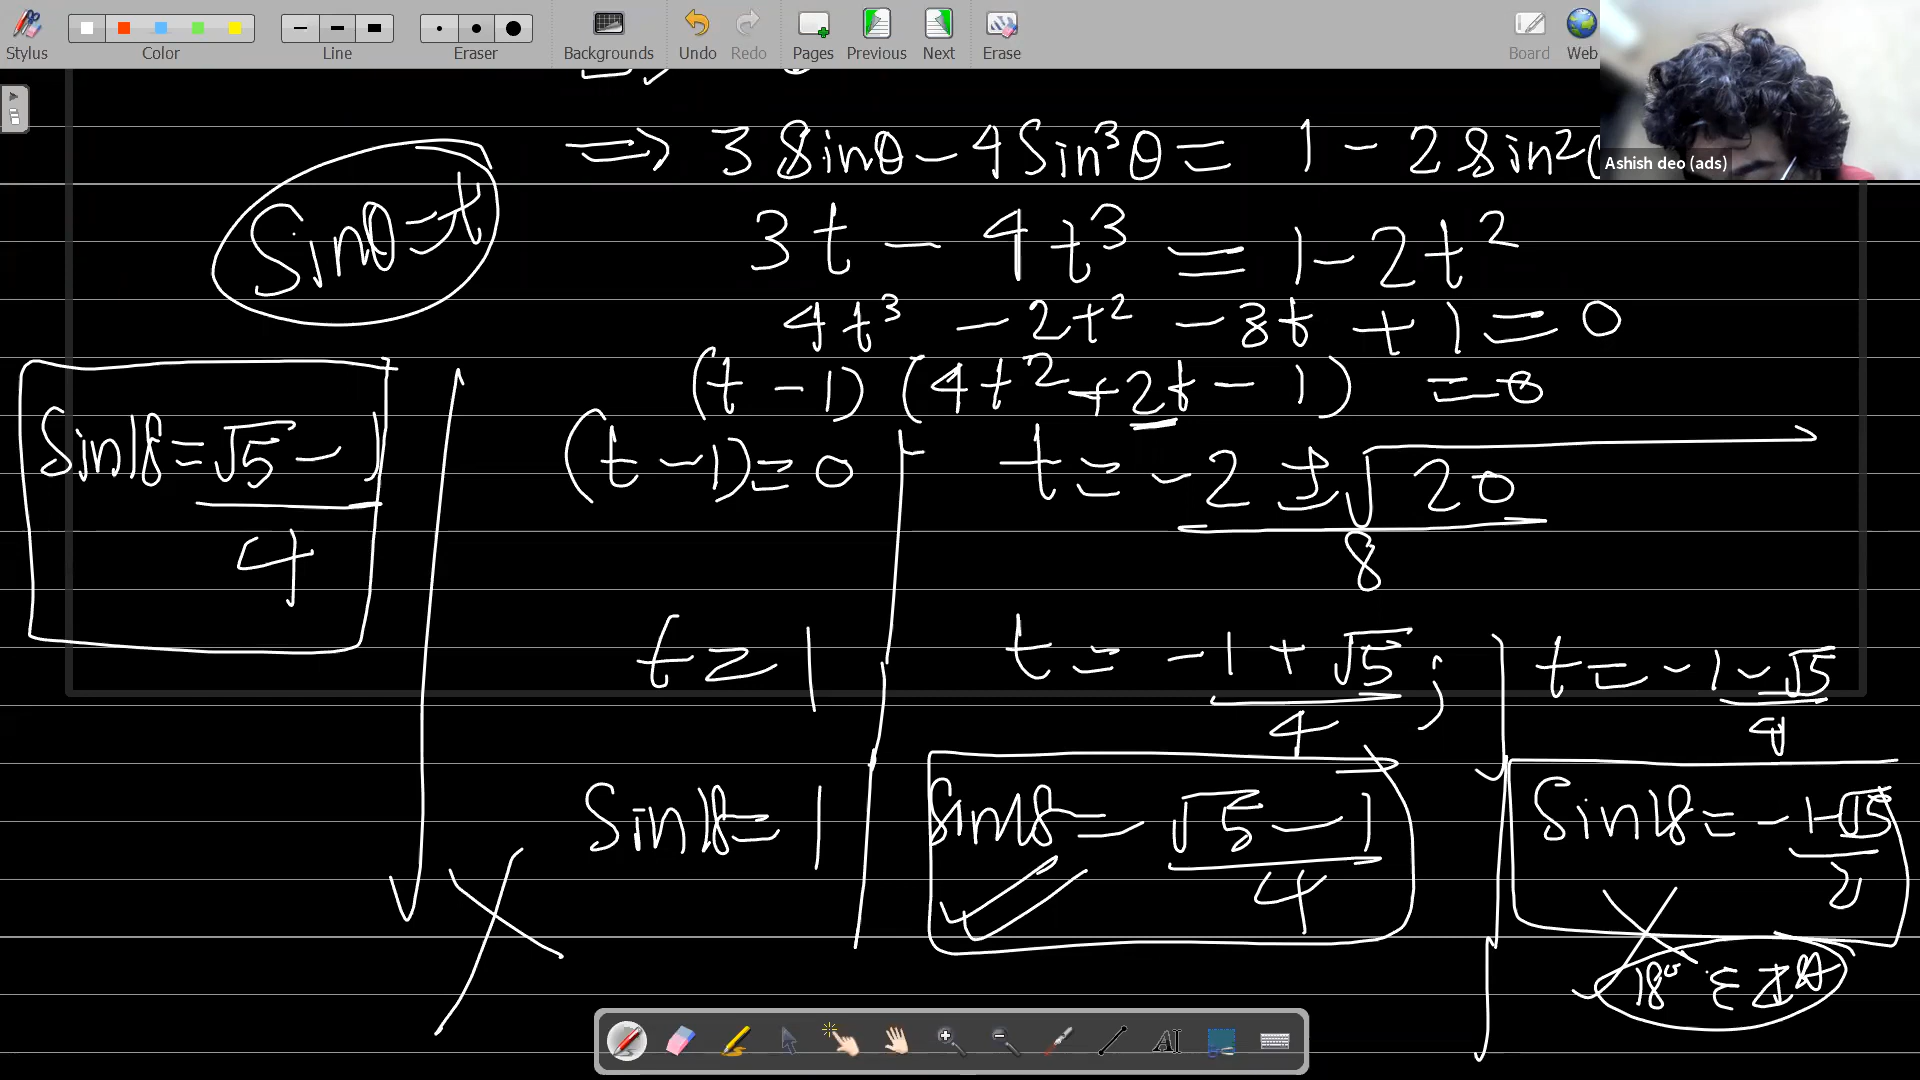 Stylus Color Line Eraser Backgrounds Undo Redo Pages Previous Next Erase Board Web
Ashish deo (ads)
⇒ 3 Sinθ − 4 Sin³θ = 1 − 2 Sin²
Sinθ = t
3t − 4t³ = 1 − 2t²
4t³ − 2t² − 3t + 1 = 0
(t − 1) (4t² + 2t − 1) = 0
(t − 1) = 0
t = −2 ± √20 / 8
Sin18 = √5 − 1 / 4
t = 1
t = −1 + √5 / 4 ;
t = −1 − √5 / 4
Sin18 = 1
Sin18 = √5 − 1 / 4
Sin18 = −1−√5 / 2
18° ∈ I